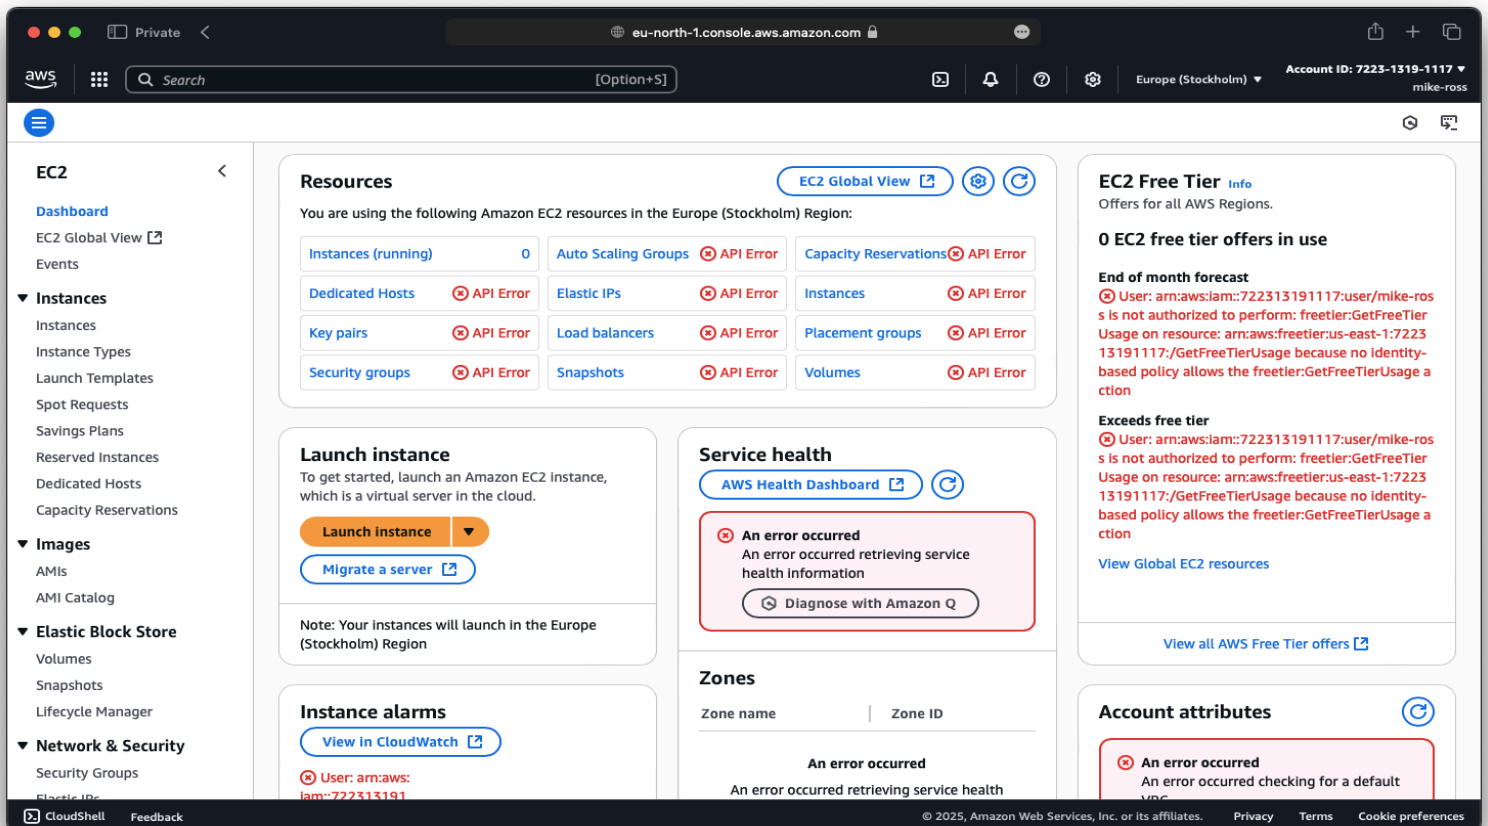 Private
eu-north-1.console.aws.amazon.com
aws
Search
[Option+S]
Europe (Stockholm)
Account ID: 7223-1319-1117
mike-ross
EC2
Dashboard
EC2 Global View
Events
Instances
Instances
Instance Types
Launch Templates
Spot Requests
Savings Plans
Reserved Instances
Dedicated Hosts
Capacity Reservations
Images
AMIs
AMI Catalog
Elastic Block Store
Volumes
Snapshots
Lifecycle Manager
Network & Security
Security Groups
Elastic IPs
Resources
EC2 Global View
You are using the following Amazon EC2 resources in the Europe (Stockholm) Region:
Instances (running) 0
Auto Scaling Groups API Error
Capacity Reservations API Error
Dedicated Hosts API Error
Elastic IPs API Error
Instances API Error
Key pairs API Error
Load balancers API Error
Placement groups API Error
Security groups API Error
Snapshots API Error
Volumes API Error
Launch instance
To get started, launch an Amazon EC2 instance,
which is a virtual server in the cloud.
Launch instance
Migrate a server
Note: Your instances will launch in the Europe
(Stockholm) Region
Instance alarms
View in CloudWatch
User: arn:aws:
iam::722313191
Service health
AWS Health Dashboard
An error occurred
An error occurred retrieving service
health information
Diagnose with Amazon Q
Zones
Zone name
Zone ID
An error occurred
An error occurred retrieving service health
EC2 Free Tier Info
Offers for all AWS Regions.
0 EC2 free tier offers in use
End of month forecast
User: arn:aws:iam::722313191117:user/mike-ros
s is not authorized to perform: freetier:GetFreeTier
Usage on resource: arn:aws:freetier:us-east-1:7223
13191117:/GetFreeTierUsage because no identity-
based policy allows the freetier:GetFreeTierUsage a
ction
Exceeds free tier
User: arn:aws:iam::722313191117:user/mike-ros
s is not authorized to perform: freetier:GetFreeTier
Usage on resource: arn:aws:freetier:us-east-1:7223
13191117:/GetFreeTierUsage because no identity-
based policy allows the freetier:GetFreeTierUsage a
ction
View Global EC2 resources
View all AWS Free Tier offers
Account attributes
An error occurred
An error occurred checking for a default
VPC
CloudShell
Feedback
© 2025, Amazon Web Services, Inc. or its affiliates.
Privacy
Terms
Cookie preferences